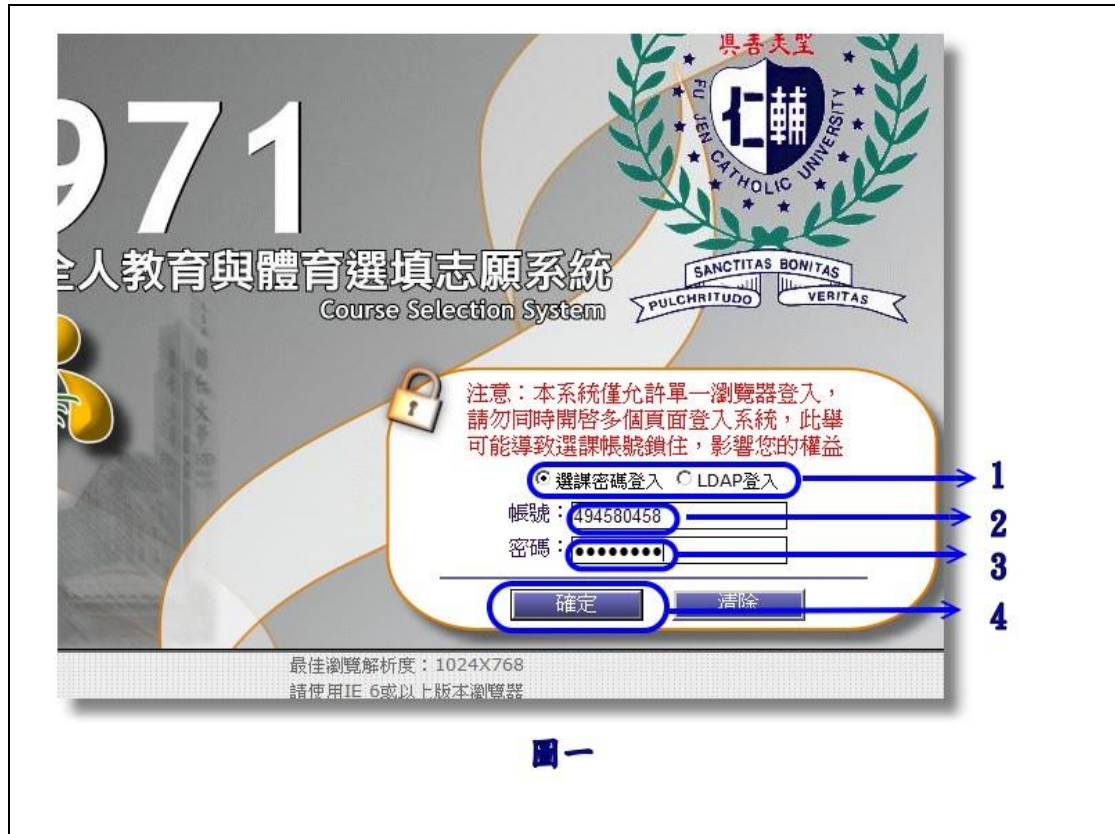 真善美聖
FU JEN CATHOLIC UNIVERSITY
仁輔
971
全人教育與體育選填志願系統
Course Selection System
SANCTITAS BONITAS
PULCHRITUDO VERITAS
注意：本系統僅允許單一瀏覽器登入，
請勿同時開啓多個頁面登入系統，此舉
可能導致選課帳號鎖住，影響您的權益
選課密碼登入 LDAP登入
1
帳號：494580458
2
密碼：●●●●●●●●
3
確定 清除
4
最佳瀏覽解析度：1024X768
請使用IE 6或以上版本瀏覽器
圖一